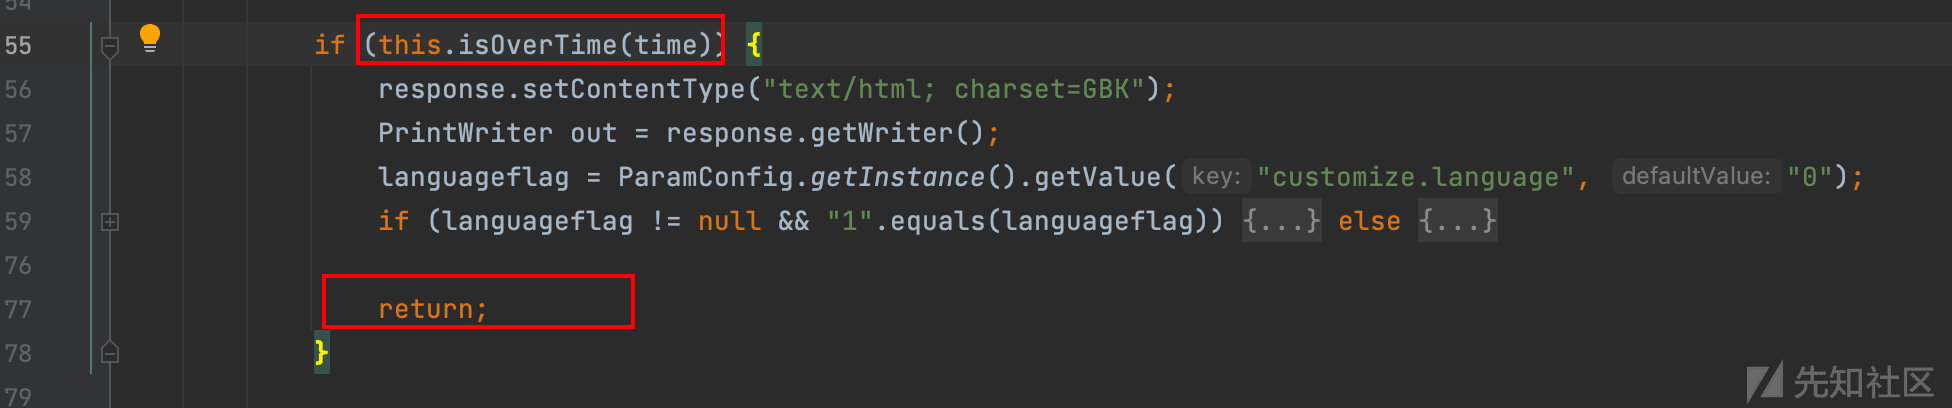 54
55 if (this.isOverTime(time)) {
56 response.setContentType("text/html; charset=GBK");
57 PrintWriter out = response.getWriter();
58 languageflag = ParamConfig.getInstance().getValue( key: "customize.language", defaultValue: "0");
59 if (languageflag != null && "1".equals(languageflag)) {...} else {...}
76
77 return;
78 }
79
先知社区